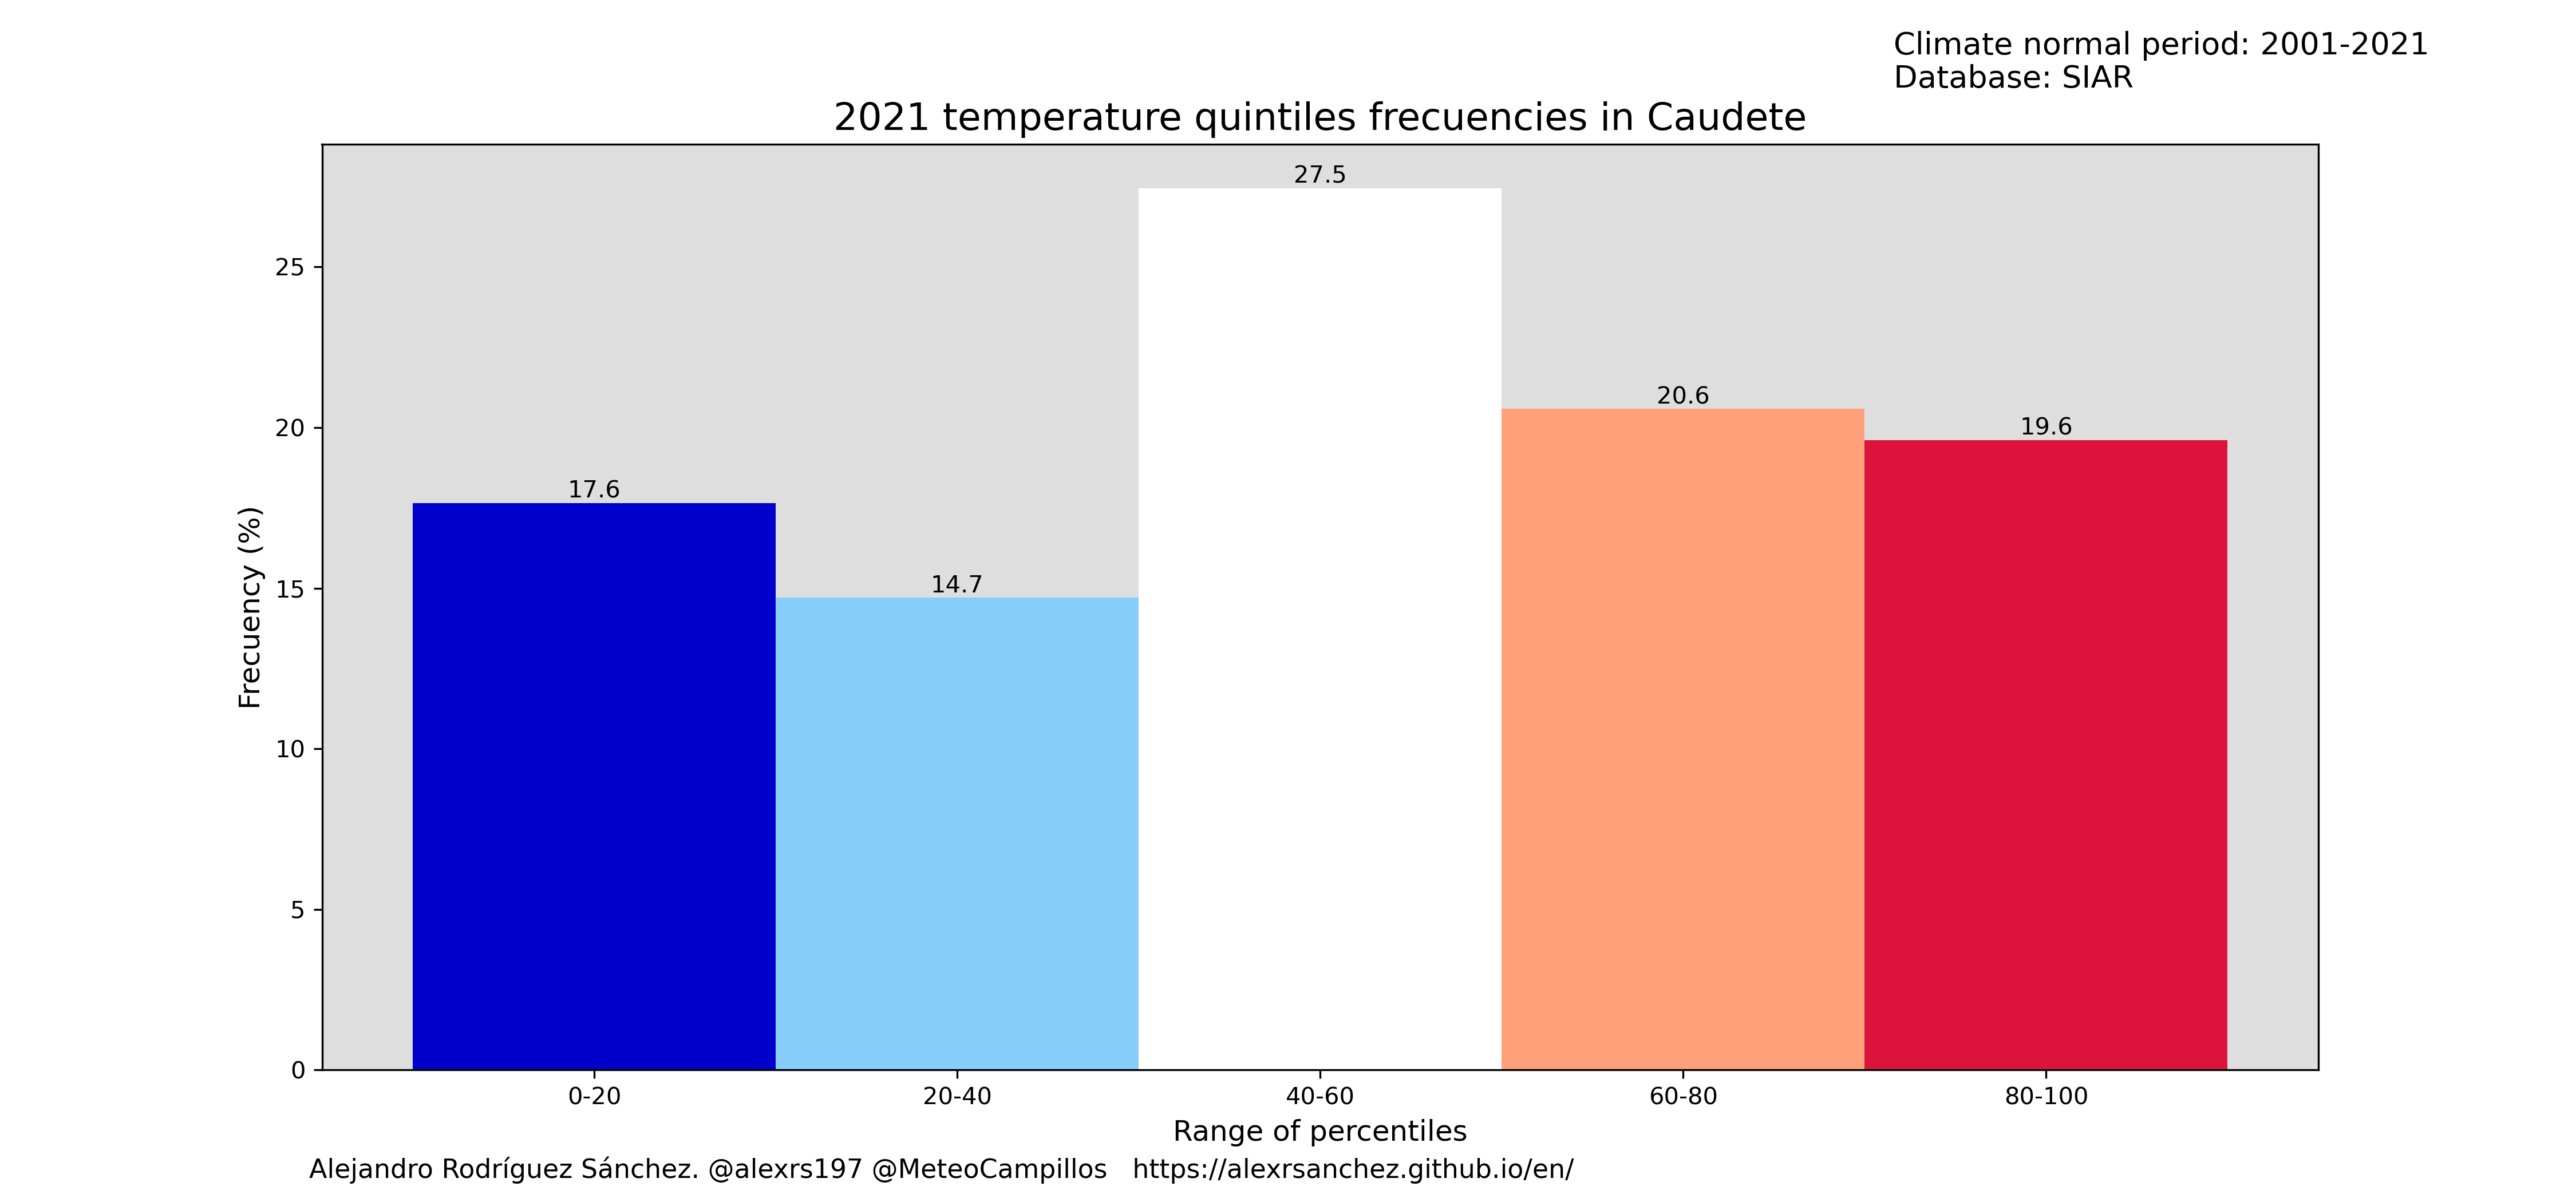 Climate normal period: 2001-2021
Database: SIAR
2021 temperature quintiles frecuencies in Caudete
27.5
25
20.6
20
19.6
17.6
14.7
15
10
5
0
Frecuency (%)
0-20 20-40 40-60 60-80 80-100
Range of percentiles
Alejandro Rodríguez Sánchez. @alexrs197 @MeteoCampillos https://alexrsanchez.github.io/en/